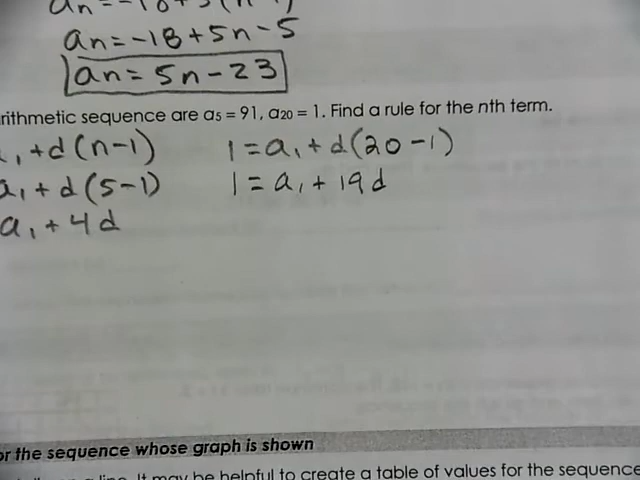 an = -18 + 5n - 5
an = 5n - 23
rithmetic sequence are a5 = 91, a20 = 1. Find a rule for the nth term.
1 + d(n-1) 1 = a1 + d(20-1)
a1 + d(5-1) 1 = a1 + 19d
a1 + 4d
or the sequence whose graph is shown
It may be helpful to create a table of values for the sequence